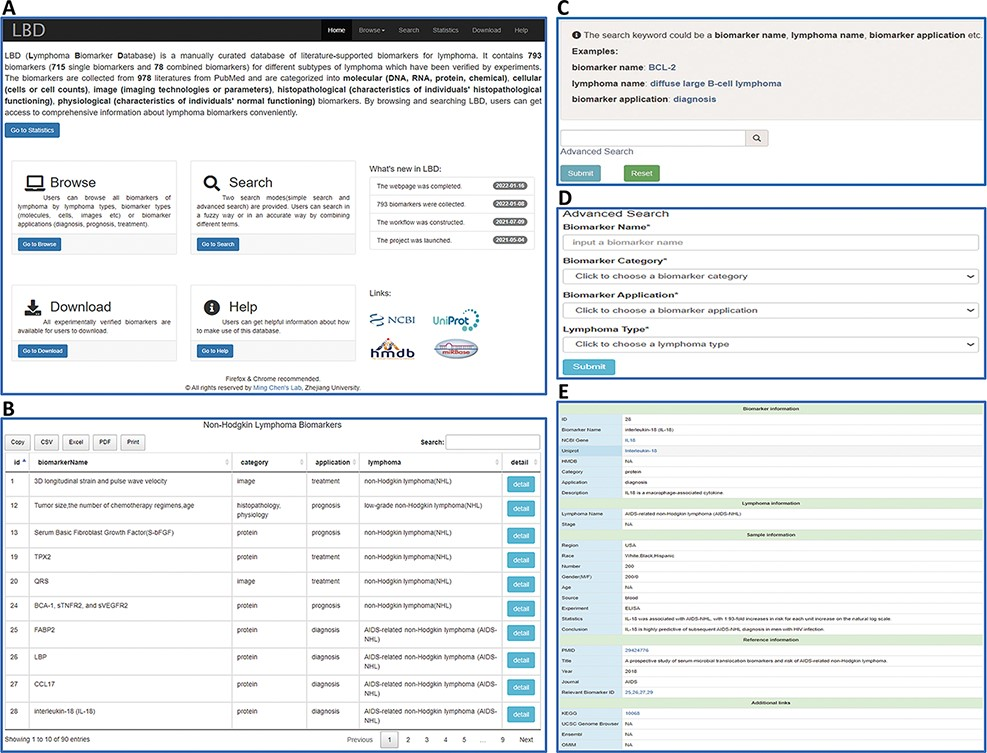 A
LBD Home Browse Search Statistics Download Help
LBD (Lymphoma Biomarker Database) is a manually curated database of literature-supported biomarkers for lymphoma. It contains 793
biomarkers (715 single biomarkers and 78 combined biomarkers) for different subtypes of lymphoma which have been verified by experiments.
The biomarkers are collected from 978 literatures from PubMed and are categorized into molecular (DNA, RNA, protein, chemical), cellular
(cells or cell counts), image (imaging technologies or parameters), histopathological (characteristics of individuals' histopathological
functioning), physiological (characteristics of individuals' normal functioning) biomarkers. By browsing and searching LBD, users can get
access to comprehensive information about lymphoma biomarkers conveniently.
Go to Statistics
Browse
Users can browse all biomarkers of
lymphoma by lymphoma types, biomarker types
(molecules, cells, images etc) or biomarker
applications (diagnosis, prognosis, treatment).
Go to Browse
Search
Two search modes(simple search and
advanced search) are provided. Users can search in
a fuzzy way or in an accurate way by combining
different terms.
Go to Search
What's new in LBD:
The webpage was completed. 2022-01-16
793 biomarkers were collected. 2022-01-08
The workflow was constructed. 2021-07-09
The project was launched. 2021-05-04
Download
All experimentally verified biomarkers are
available for users to download.
Go to Download
Help
Users can get helpful information about how
to make use of this database.
Go to Help
Links:
NCBI UniProt
hmdb miRBase
Firefox & Chrome recommended.
© All rights reserved by Ming Chen's Lab, Zhejiang University.
B
Non-Hodgkin Lymphoma Biomarkers
Copy CSV Excel PDF Print Search:
id biomarkerName category application lymphoma detail
1 3D longitudinal strain and pulse wave velocity image treatment non-Hodgkin lymphoma(NHL) detail
12 Tumor size,the number of chemotherapy regimens,age histopathology, physiology prognosis low-grade non-Hodgkin lymphoma(NHL) detail
13 Serum Basic Fibroblast Growth Factor(S-bFGF) protein prognosis non-Hodgkin lymphoma(NHL) detail
19 TPX2 protein treatment non-Hodgkin lymphoma(NHL) detail
20 QRS image treatment non-Hodgkin lymphoma(NHL) detail
24 BCA-1, sTNFR2, and sVEGFR2 protein prognosis non-Hodgkin lymphoma(NHL) detail
25 FABP2 protein diagnosis AIDS-related non-Hodgkin lymphoma (AIDS-NHL) detail
26 LBP protein diagnosis AIDS-related non-Hodgkin lymphoma (AIDS-NHL) detail
27 CCL17 protein diagnosis AIDS-related non-Hodgkin lymphoma (AIDS-NHL) detail
28 interleukin-18 (IL-18) protein diagnosis AIDS-related non-Hodgkin lymphoma (AIDS-NHL) detail
Showing 1 to 10 of 90 entries Previous 1 2 3 4 5 ... 9 Next
C
The search keyword could be a biomarker name, lymphoma name, biomarker application etc.
Examples:
biomarker name: BCL-2
lymphoma name: diffuse large B-cell lymphoma
biomarker application: diagnosis
Advanced Search
Submit Reset
D
Advanced Search
Biomarker Name*
input a biomarker name
Biomarker Category*
Click to choose a biomarker category
Biomarker Application*
Click to choose a biomarker application
Lymphoma Type*
Click to choose a lymphoma type
Submit
E
Biomarker information
ID 28
Biomarker Name interleukin-18 (IL-18)
NCBI Gene IL18
Uniprot Interleukin-18
HMDB NA
Category protein
Application diagnosis
Description IL18 is a macrophage-associated cytokine
Lymphoma information
Lymphoma Name AIDS-related non-Hodgkin lymphoma (AIDS-NHL)
Stage NA
Sample information
Region USA
Race White,Black,Hispanic
Number 200
Gender(M/F) 200/0
Age NA
Source blood
Experiment ELISA
Statistics IL-18 was associated with AIDS-NHL, with 1.93-fold increases in risk for each unit increase on the natural log scale
Conclusion IL-18 is highly predictive of subsequent AIDS-NHL diagnosis in men with HIV infection
Reference information
PMID 29424776
Title A prospective study of serum microbial translocation biomarkers and risk of AIDS-related non-Hodgkin lymphoma
Year 2018
Journal AIDS
Relevant Biomarker ID 25,26,27,29
Additional links
KEGG 10068
UCSC Genome Browser NA
Ensembl NA
OMIM NA